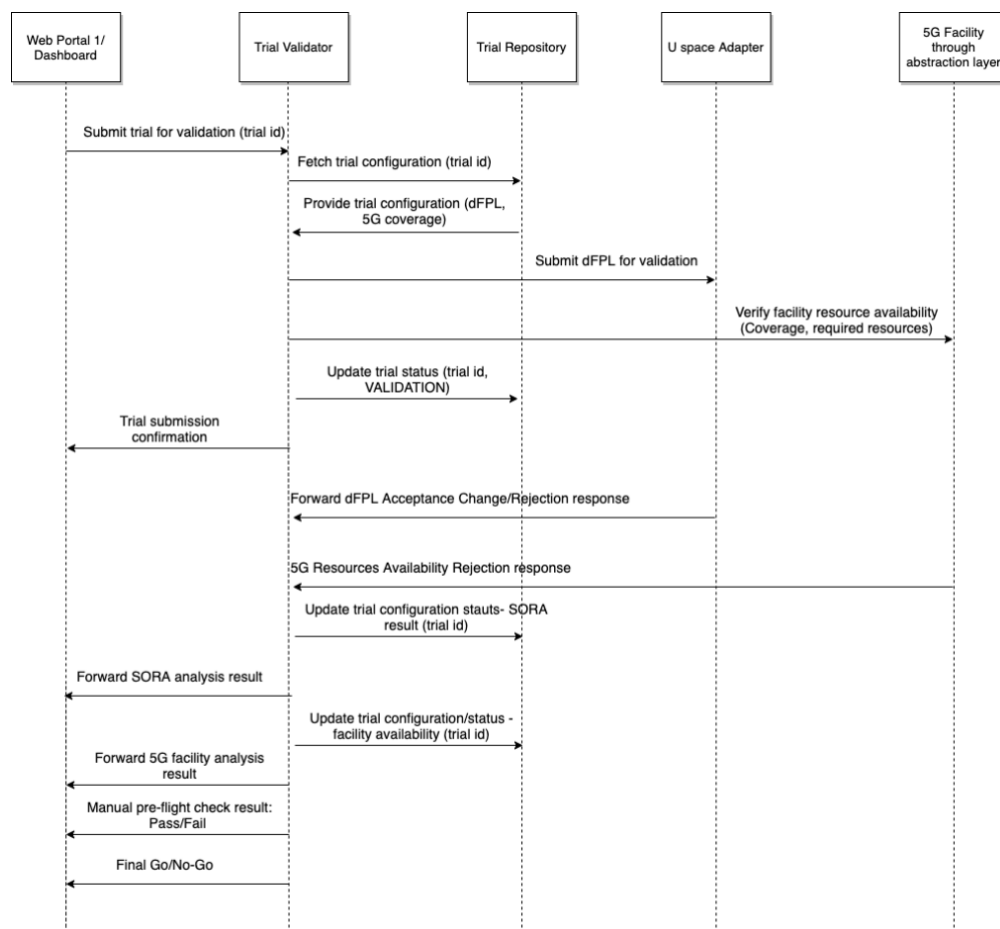 Web Portal 1/
Dashboard
Trial Validator
Trial Repository
U space Adapter
5G Facility
through
abstraction layer
Submit trial for validation (trial id)
Fetch trial configuration (trial id)
Provide trial configuration (dFPL,
5G coverage)
Submit dFPL for validation
Verify facility resource availability
(Coverage, required resources)
Update trial status (trial id,
VALIDATION)
Trial submission
confirmation
Forward dFPL Acceptance Change/Rejection response
5G Resources Availability Rejection response
Update trial configuration stauts- SORA
result (trial id)
Forward SORA analysis result
Update trial configuration/status -
facility availability (trial id)
Forward 5G facility analysis
result
Manual pre-flight check result:
Pass/Fail
Final Go/No-Go